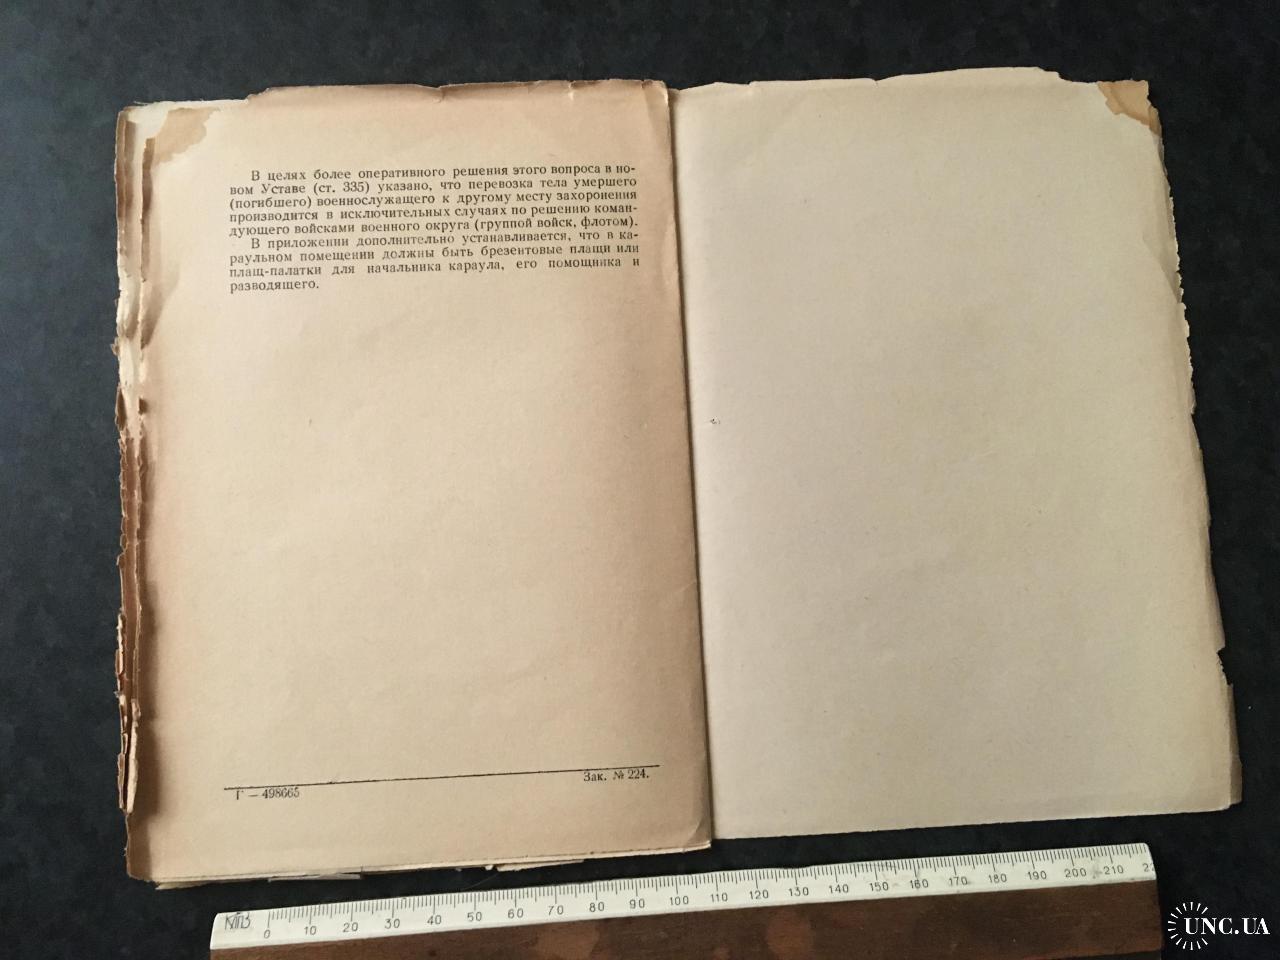 В целях более оперативного решения этого вопроса в но-
вом Уставе (ст. 335) указано, что перевозка тела умершего
(погибшего) военнослужащего к другому месту захоронения
производится в исключительных случаях по решению коман-
дующего войсками военного округа (группой войск, флотом).
В приложении дополнительно устанавливается, что в ка-
раульном помещении должны быть брезентовые плащи или
плащ-палатки для начальника караула, его помощника и
разводящего.
Зак. № 224.
Г — 498665
0 10 20 30 40 50 60 70 80 90 100 110 120 130 140 150 160 170 180 190 200 210
UNC.UA